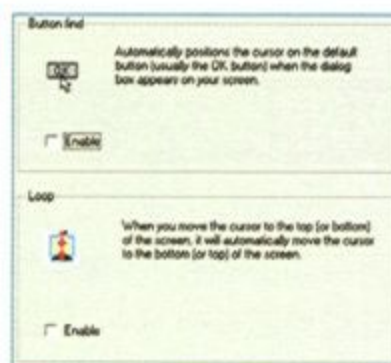 Button find
Automatically positions the cursor on the default
button (usually the OK button) when the dialog
box appears on your screen.
OK
Enable
Loop
When you move the cursor to the top (or bottom)
of the screen, it will automatically move the cursor
to the bottom (or top) of the screen.
Enable